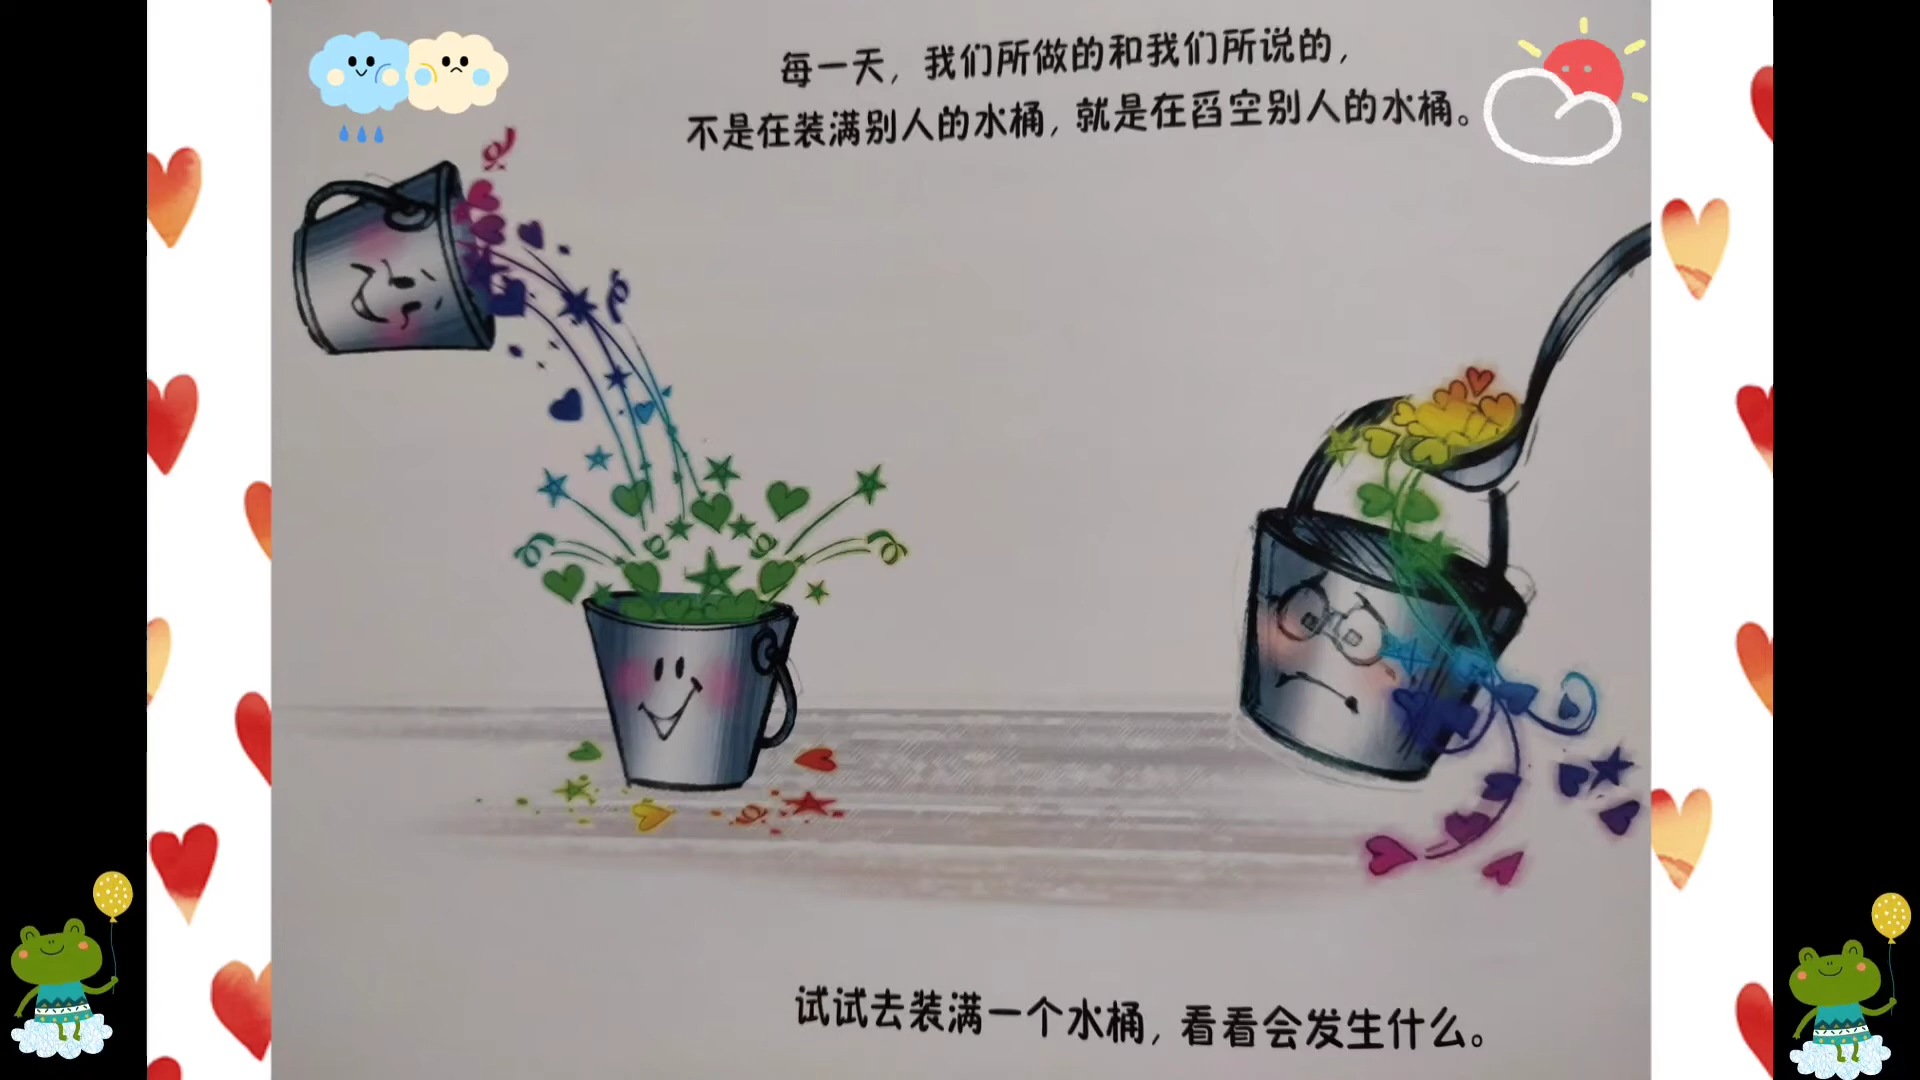 每一天，我们所做的和我们所说的，
不是在装满别人的水桶，就是在舀空别人的水桶。
试试去装满一个水桶，看看会发生什么。